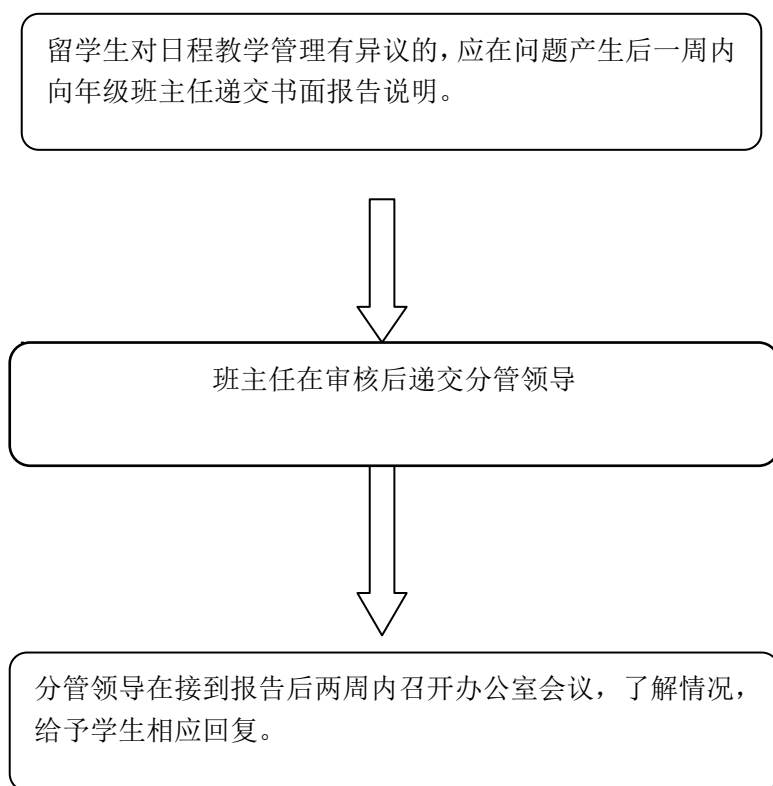 留学生对日程教学管理有异议的，应在问题产生后一周内
向年级班主任递交书面报告说明。
班主任在审核后递交分管领导
分管领导在接到报告后两周内召开办公室会议，了解情况，
给予学生相应回复。